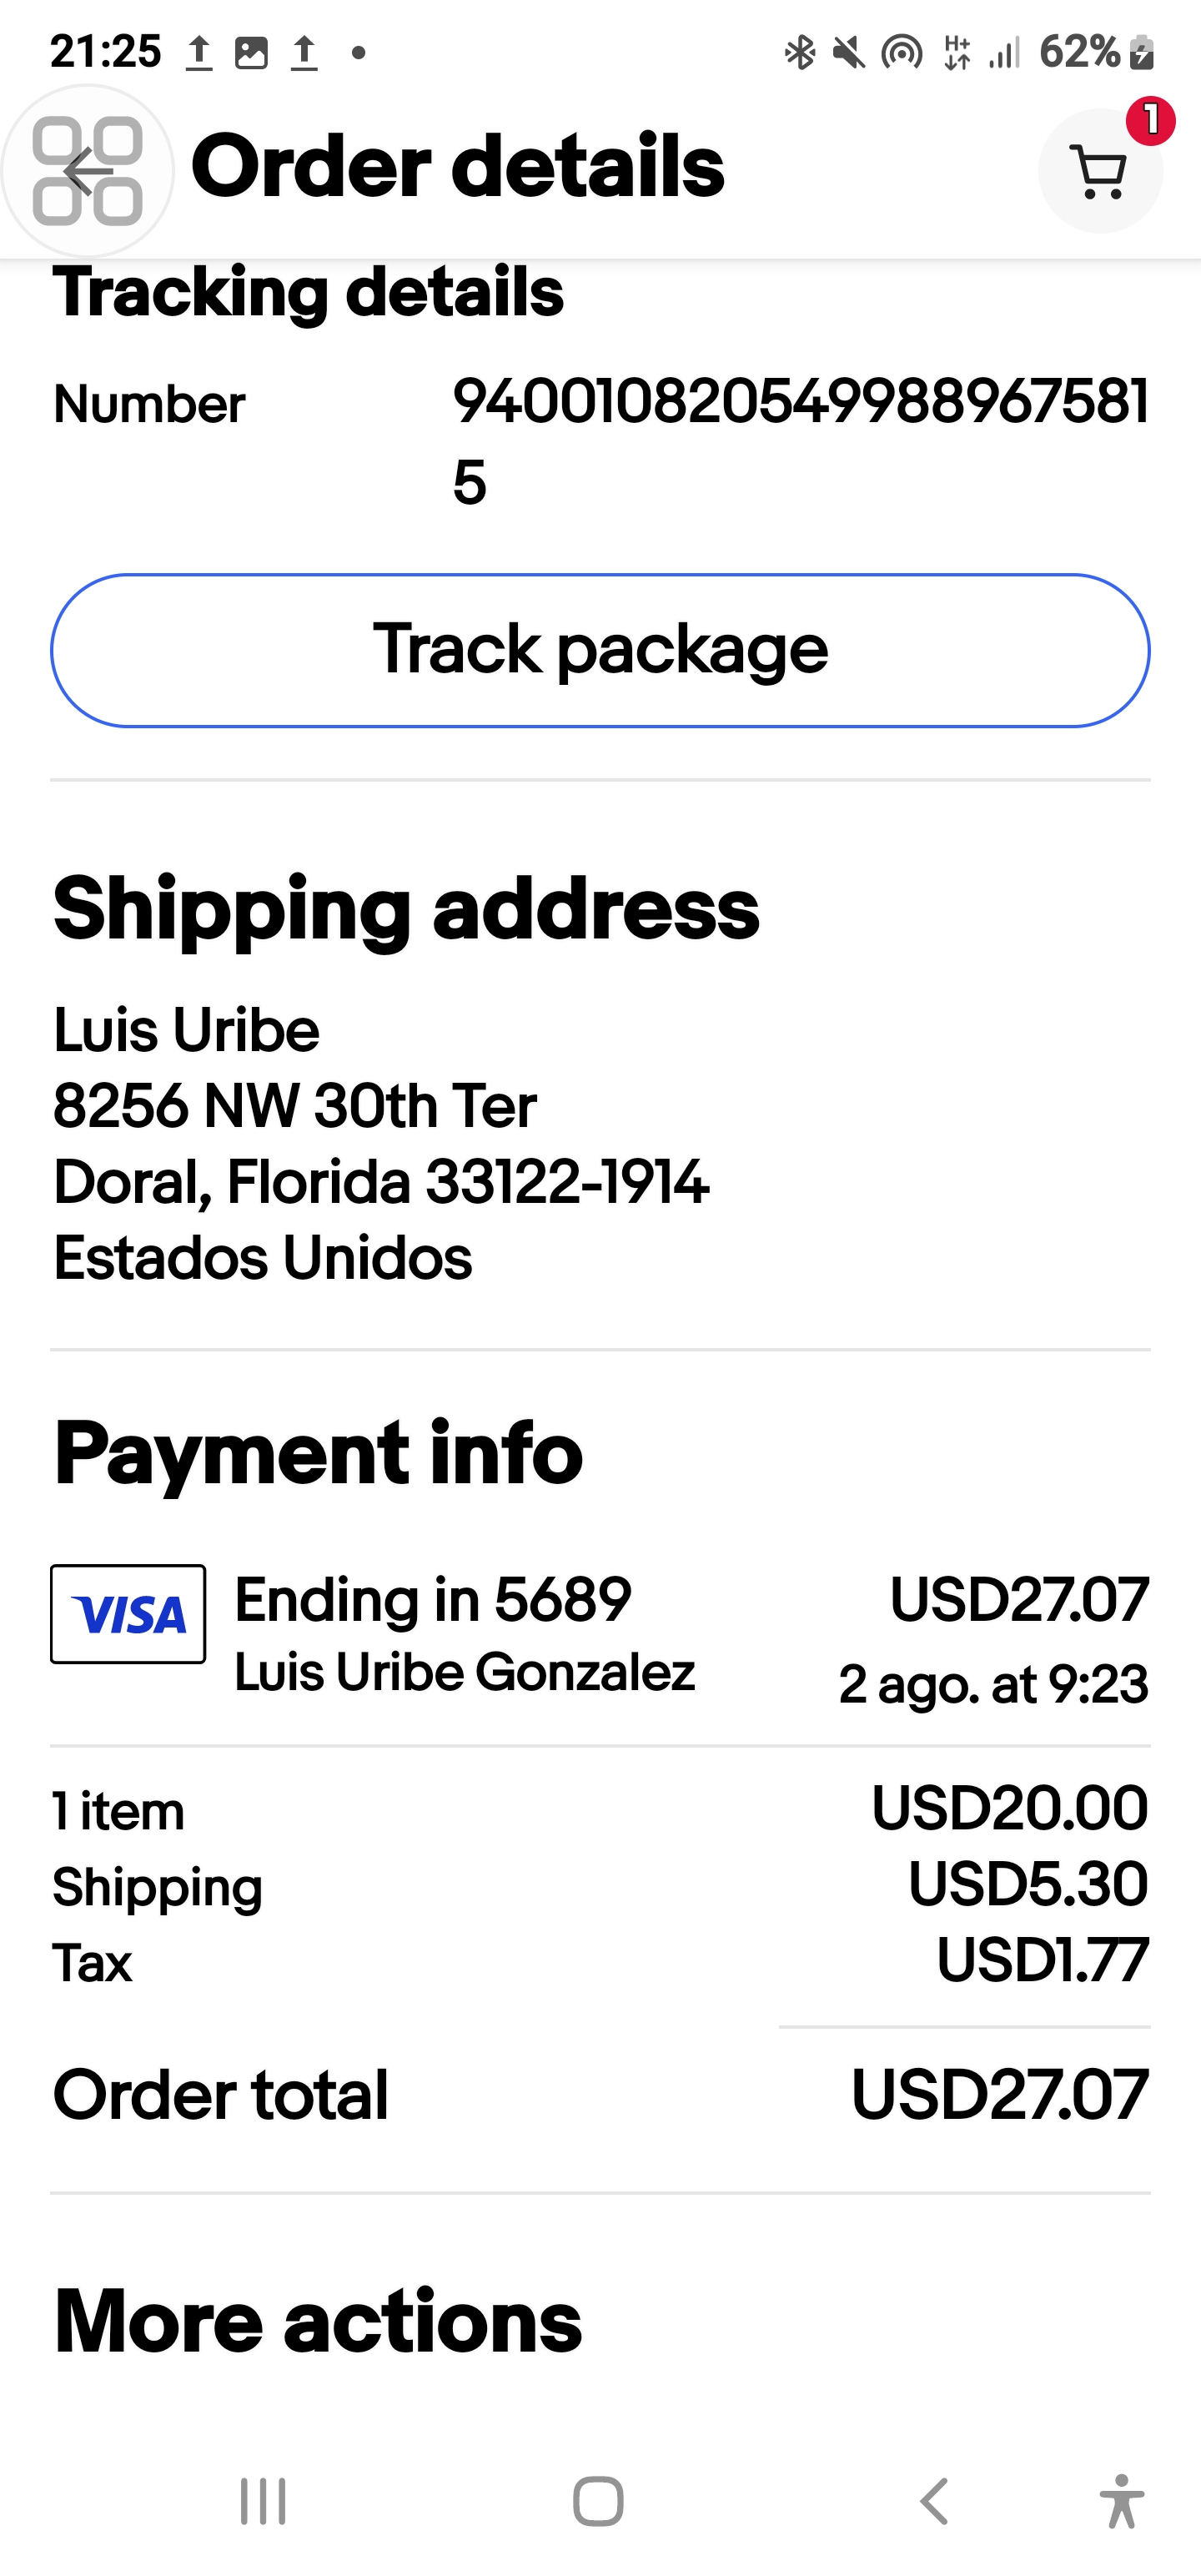 21:25
H+
62%
Order details
1
Tracking details
Number
940010820549988967581
5
Track package
Shipping address
Luis Uribe
8256 NW 30th Ter
Doral, Florida 33122-1914
Estados Unidos
Payment info
VISA
Ending in 5689
USD27.07
Luis Uribe Gonzalez
2 ago. at 9:23
1 item
USD20.00
Shipping
USD5.30
Tax
USD1.77
Order total
USD27.07
More actions